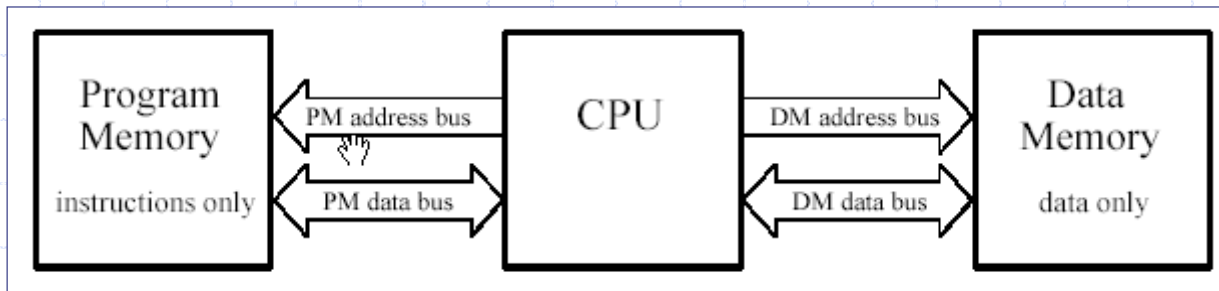 Program
Memory
instructions only
PM address bus
PM data bus
CPU
DM address bus
DM data bus
Data
Memory
data only